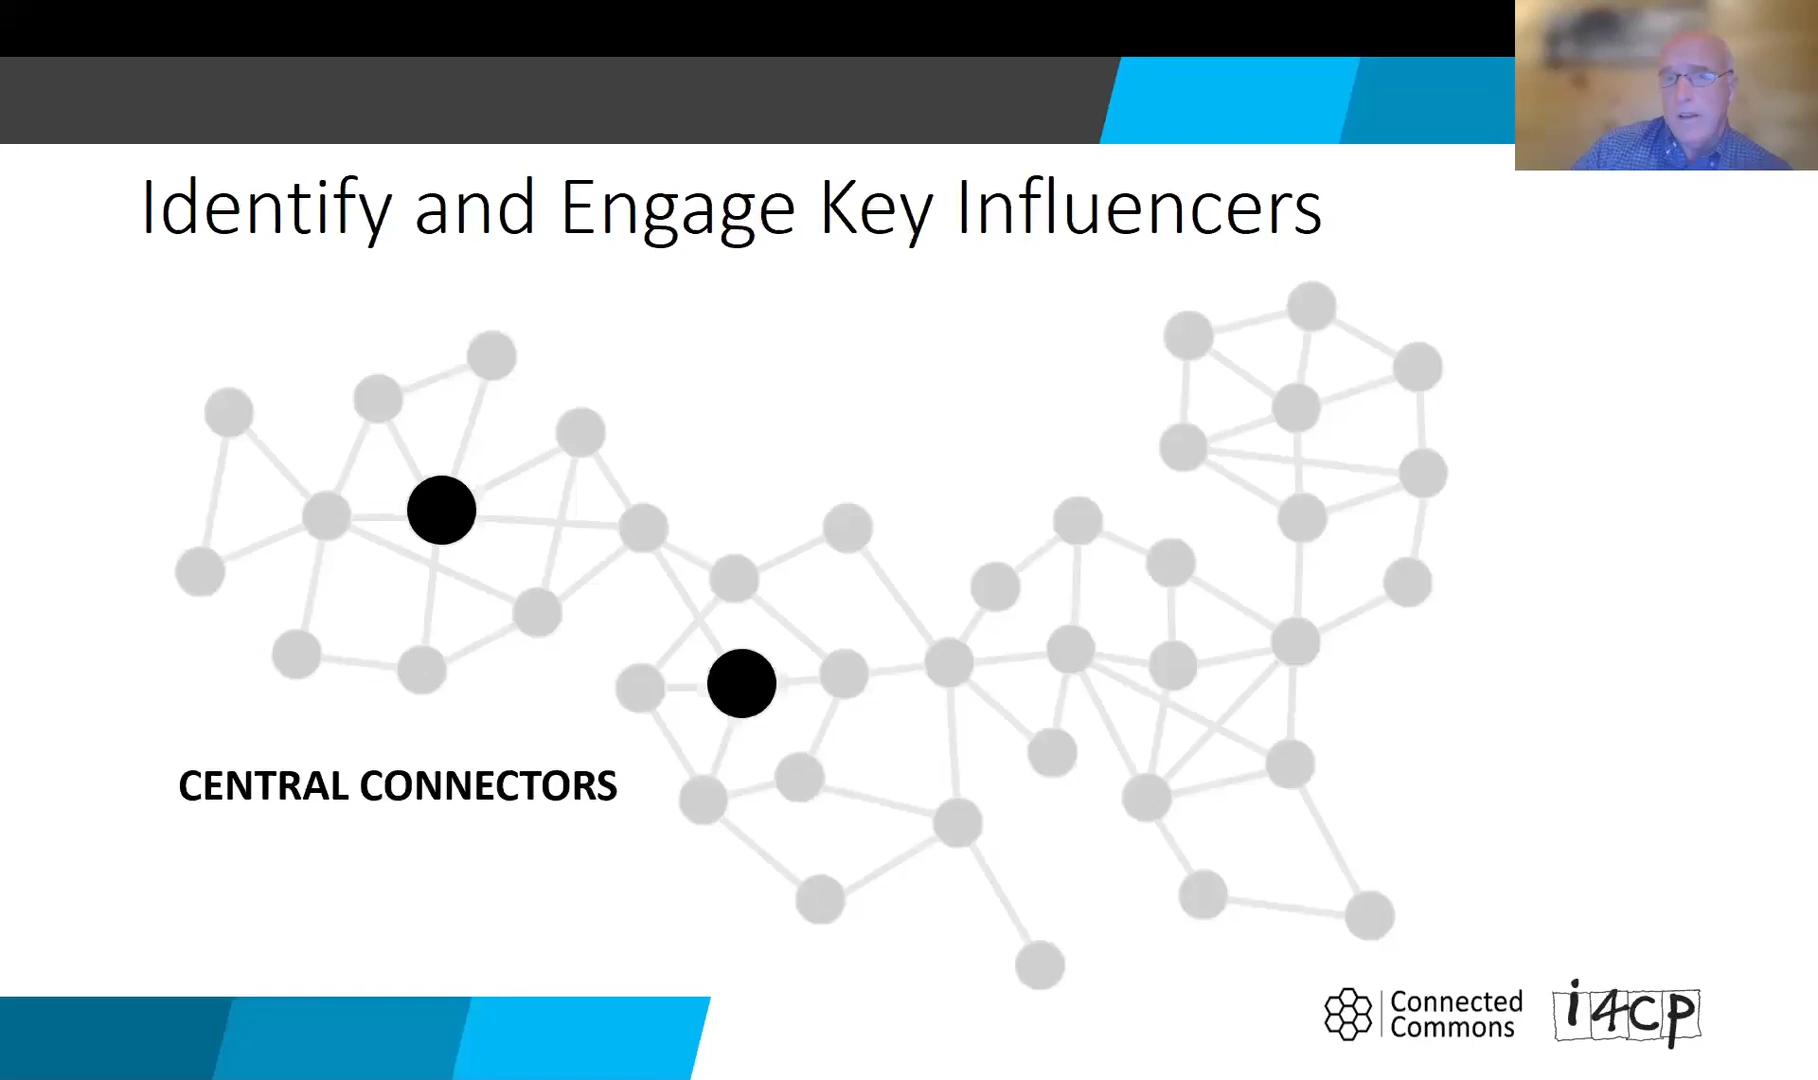 Identify and Engage Key Influencers
CENTRAL CONNECTORS
Connected
Commons
i4cp